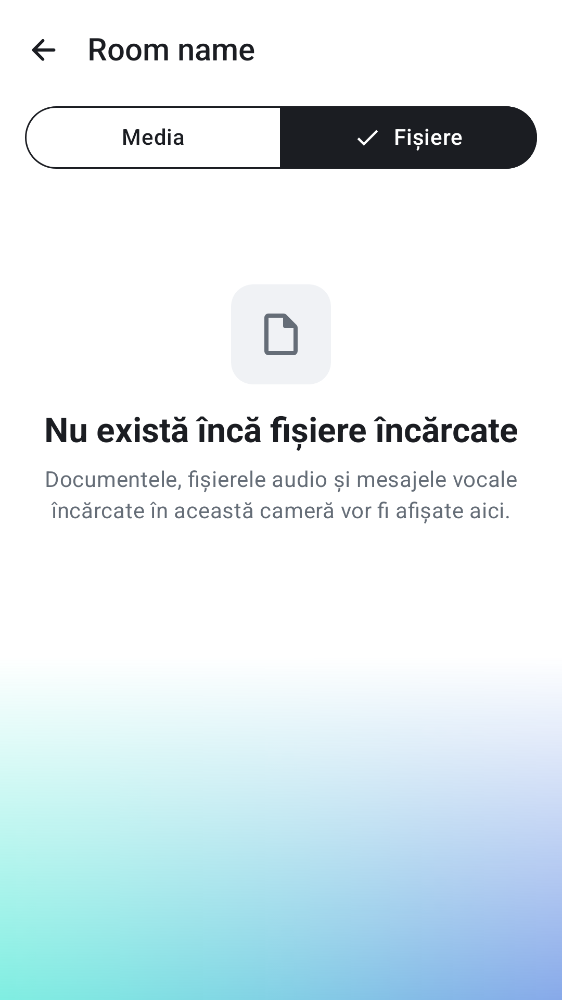 Room name
Media
Fișiere
Nu există încă fișiere încărcate
Documentele, fișierele audio și mesajele vocale
încărcate în această cameră vor fi afișate aici.